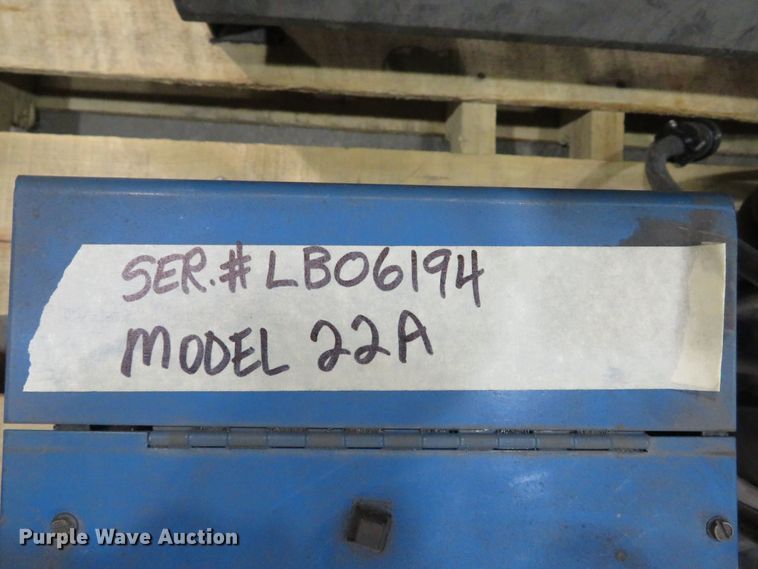 SER.# LB06194
MODEL 22A
Purple Wave Auction